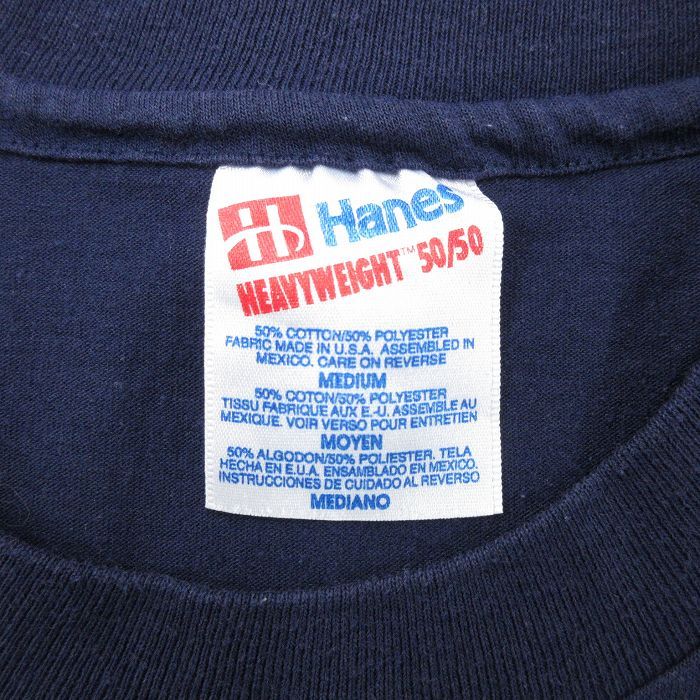 H Hanes
HEAVYWEIGHT™ 50/50
50% COTTON/50% POLYESTER
FABRIC MADE IN U.S.A. ASSEMBLED IN
MEXICO. CARE ON REVERSE
MEDIUM
50% COTON/50% POLYESTER
TISSU FABRIQUE AUX E.-U. ASSEMBLE AU
MEXIQUE. VOIR VERSO POUR ENTRETIEN
MOYEN
50% ALGODON/50% POLIESTER. TELA
HECHA EN E.U.A. ENSAMBLADO EN MEXICO.
INSTRUCCIONES DE CUIDADO AL REVERSO
MEDIANO